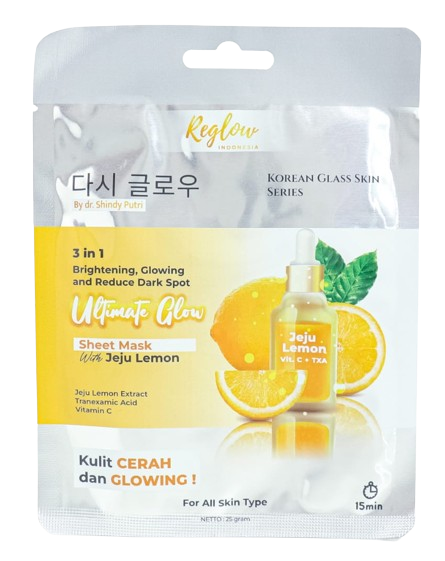 Reglow
INDONESIA
다시 글로우
By dr. Shindy Putri
KOREAN GLASS SKIN
SERIES
3 in 1
Brightening, Glowing
and Reduce Dark Spot
Ultimate Glow
Sheet Mask
With Jeju Lemon
Jeju
Lemon
Vit. C + TXA
Jeju Lemon Extract
Tranexamic Acid
Vitamin C
Kulit CERAH
dan GLOWING !
For All Skin Type
NETTO : 25 gram
15min